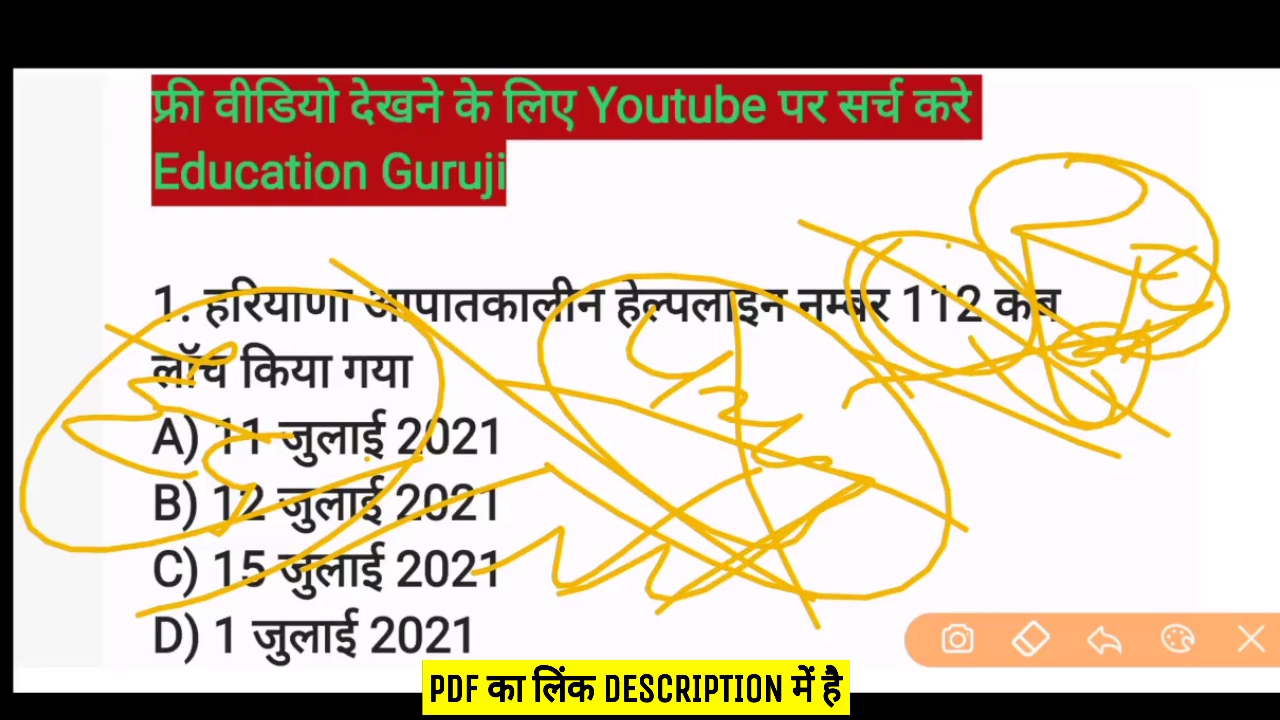 फ्री वीडियो देखने के लिए Youtube पर सर्च करे
Education Guruji
1. हरियाणा आपातकालीन हेल्पलाइन नम्बर 112 कब
लॉच किया गया
A) 11 जुलाई 2021
B) 12 जुलाई 2021
C) 15 जुलाई 2021
D) 1 जुलाई 2021
PDF का लिंक DESCRIPTION में है